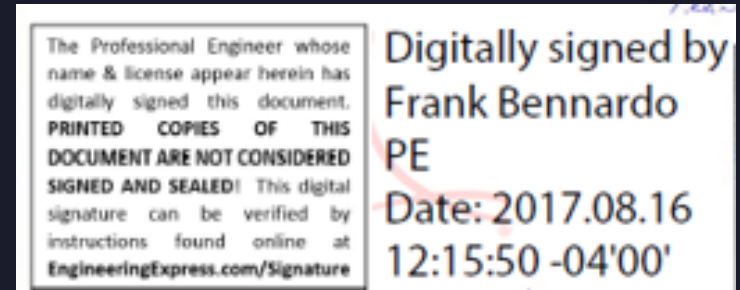 The Professional Engineer whose
name & license appear herein has
digitally signed this document.
PRINTED COPIES OF THIS
DOCUMENT ARE NOT CONSIDERED
SIGNED AND SEALED! This digital
signature can be verified by
instructions found online at
EngineeringExpress.com/Signature
Digitally signed by
Frank Bennardo
PE
Date: 2017.08.16
12:15:50 -04'00'